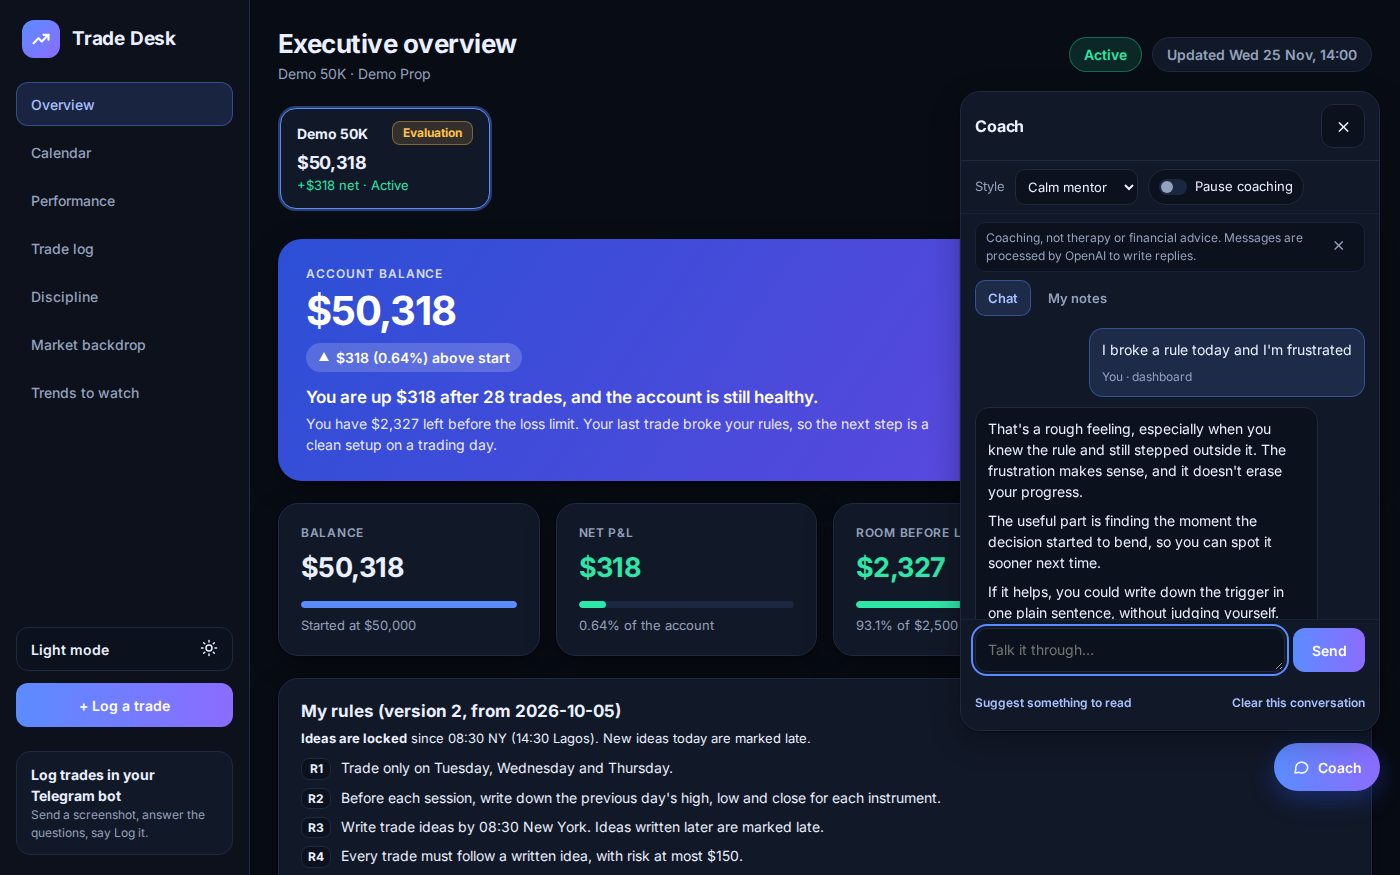 Trade Desk
Overview
Calendar
Performance
Trade log
Discipline
Market backdrop
Trends to watch
Light mode
+ Log a trade
Log trades in your
Telegram bot
Send a screenshot, answer the
questions, say Log it.
Executive overview
Demo 50K · Demo Prop
Active
Updated Wed 25 Nov, 14:00
Demo 50K
Evaluation
$50,318
+$318 net · Active
ACCOUNT BALANCE
$50,318
▲ $318 (0.64%) above start
You are up $318 after 28 trades, and the account is still healthy.
You have $2,327 left before the loss limit. Your last trade broke your rules, so the next step is a
clean setup on a trading day.
BALANCE
$50,318
Started at $50,000
NET P&L
$318
0.64% of the account
ROOM BEFORE L
$2,327
93.1% of $2,500
My rules (version 2, from 2026-10-05)
Ideas are locked since 08:30 NY (14:30 Lagos). New ideas today are marked late.
R1 Trade only on Tuesday, Wednesday and Thursday.
R2 Before each session, write down the previous day's high, low and close for each instrument.
R3 Write trade ideas by 08:30 New York. Ideas written later are marked late.
R4 Every trade must follow a written idea, with risk at most $150.
Coach
Style
Calm mentor
Pause coaching
Coaching, not therapy or financial advice. Messages are
processed by OpenAI to write replies.
Chat
My notes
I broke a rule today and I'm frustrated
You · dashboard
That's a rough feeling, especially when you
knew the rule and still stepped outside it. The
frustration makes sense, and it doesn't erase
your progress.
The useful part is finding the moment the
decision started to bend, so you can spot it
sooner next time.
If it helps, you could write down the trigger in
one plain sentence, without judging yourself.
Talk it through...
Send
Suggest something to read
Clear this conversation
Coach